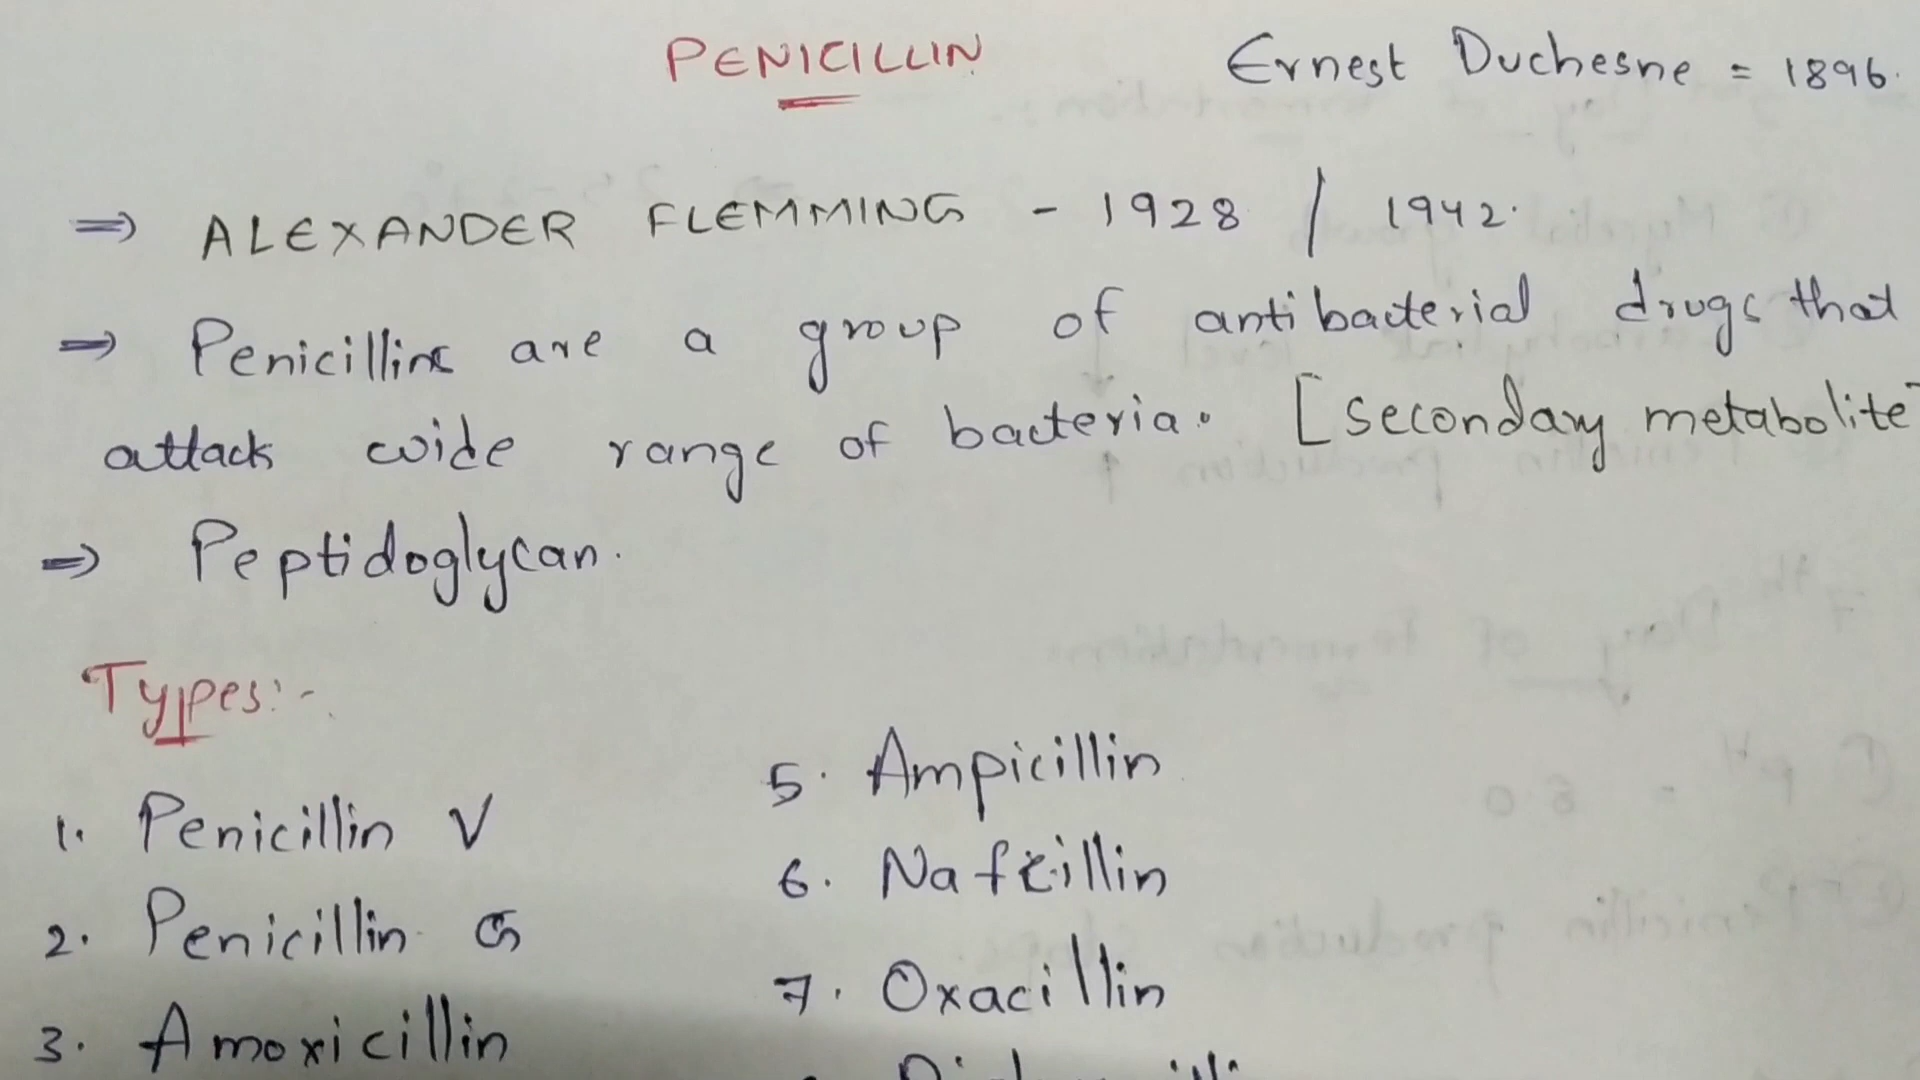 PENICILLIN Ernest Duchesne = 1896.
⇒ ALEXANDER FLEMMING - 1928 / 1942.
⇒ Penicillins are a group of antibacterial drugs that
attack wide range of bacteria. [secondary metabolite]
⇒ Peptidoglycan.
Types:-
1. Penicillin V
2. Penicillin G
3. Amoxicillin
5. Ampicillin
6. Nafcillin
7. Oxacillin